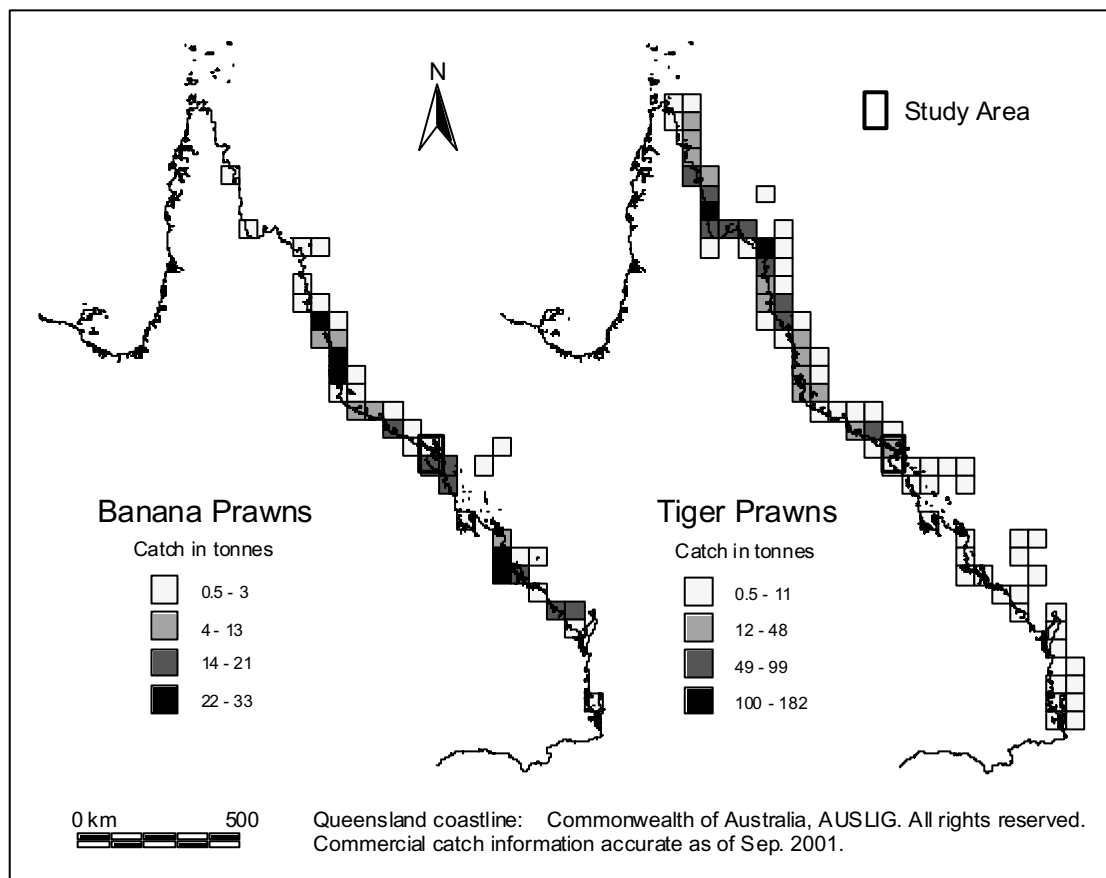 N
Study Area
Banana Prawns
Catch in tonnes
0.5 - 3
4 - 13
14 - 21
22 - 33
Tiger Prawns
Catch in tonnes
0.5 - 11
12 - 48
49 - 99
100 - 182
0 km 500
Queensland coastline: Commonwealth of Australia, AUSLIG. All rights reserved.
Commercial catch information accurate as of Sep. 2001.